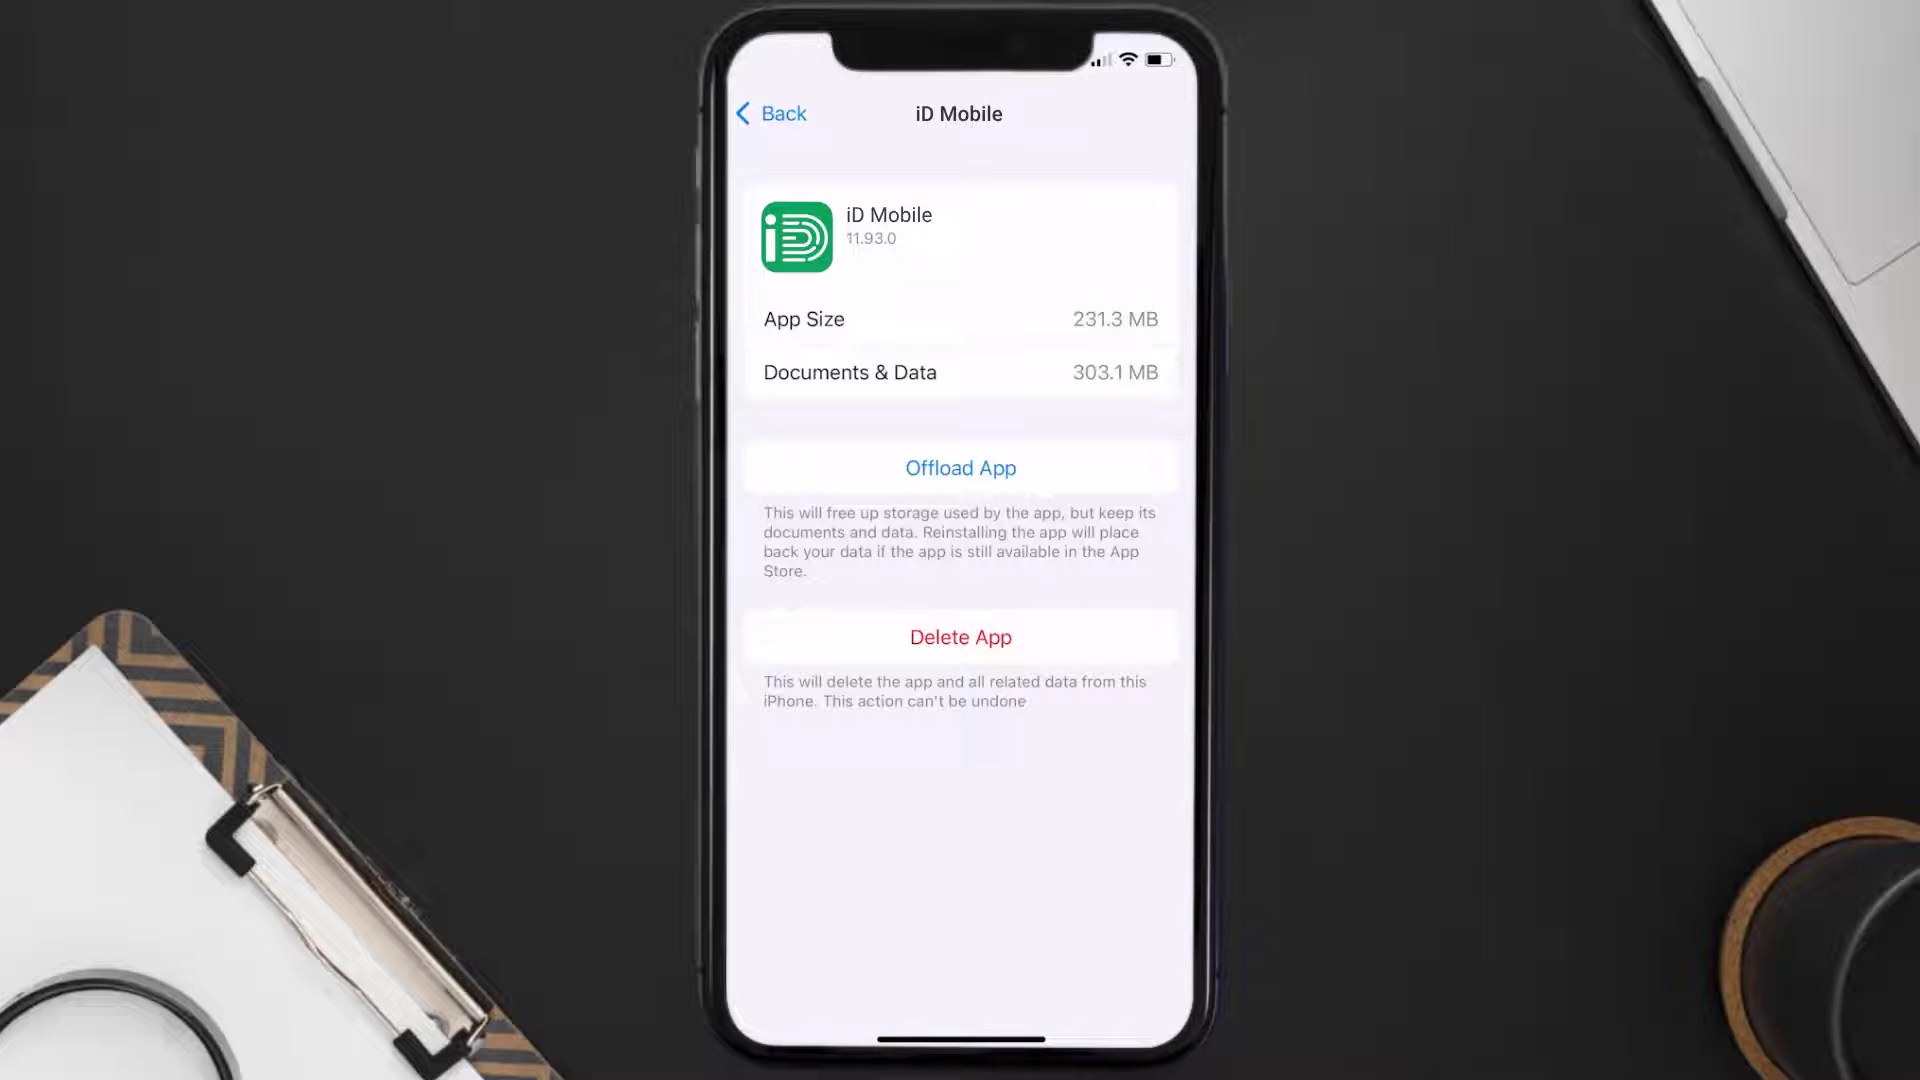 Back
iD Mobile
iD
iD Mobile
11.93.0
App Size
231.3 MB
Documents & Data
303.1 MB
Offload App
This will free up storage used by the app, but keep its
documents and data. Reinstalling the app will place
back your data if the app is still available in the App
Store.
Delete App
This will delete the app and all related data from this
iPhone. This action can't be undone